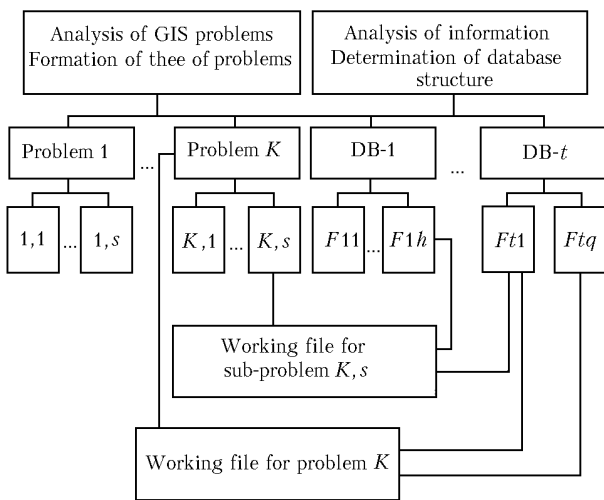 Analysis of GIS problems
Formation of thee of problems
Analysis of information
Determination of database
structure
Problem 1
...
Problem K
DB-1
...
DB-t
1,1
...
1,s
K,1
...
K,s
F11
...
F1h
Ft1
Ftq
Working file for
sub-problem K,s
Working file for problem K